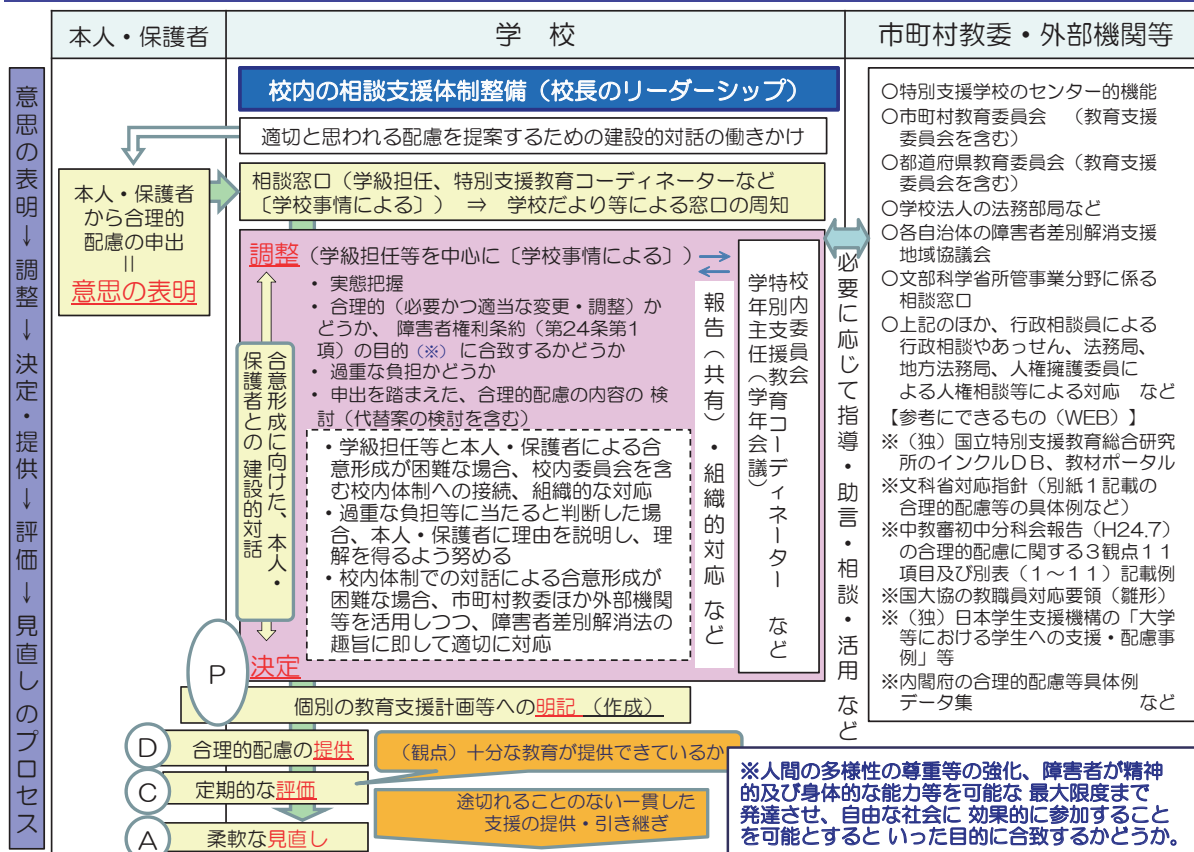 本人・保護者
学 校
市町村教委・外部機関等
意思の表明→調整→決定・提供→評価→見直しのプロセス
校内の相談支援体制整備（校長のリーダーシップ）
適切と思われる配慮を提案するための建設的対話の働きかけ
本人・保護者
から合理的
配慮の申出
＝
意思の表明
相談窓口（学級担任、特別支援教育コーディネーターなど
〔学校事情による〕） ⇒ 学校だより等による窓口の周知
調整（学級担任等を中心に〔学校事情による〕）
・ 実態把握
・ 合理的（必要かつ適当な変更・調整）か
どうか、障害者権利条約（第24条第1
項）の目的（※）に合致するかどうか
・ 過重な負担かどうか
・ 申出を踏まえた、合理的配慮の内容の 検
討（代替案の検討を含む）
合意形成に向けた、本人・
保護者との 建設的対話
・学級担任等と本人・保護者による合
意形成が困難な場合、校内委員会を含
む校内体制への接続、組織的な対応
・過重な負担等に当たると判断した場
合、本人・保護者に理由を説明し、理
解を得るよう努める
・校内体制での対話による合意形成が
困難な場合、市町村教委ほか外部機関
等を活用しつつ、障害者差別解消法の
趣旨に即して適切に対応
決定
報告（共有）・組織的対応 など
校内委員会
特別支援教育コーディネーター など
学年主任（学年会議）
必要に応じて指導・助言・相談・活用 など
○特別支援学校のセンター的機能
○市町村教育委員会 （教育支援
委員会を含む）
○都道府県教育委員会（教育支援
委員会を含む）
○学校法人の法務部局など
○各自治体の障害者差別解消支援
地域協議会
○文部科学省所管事業分野に係る
相談窓口
○上記のほか、行政相談員による
行政相談やあっせん、法務局、
地方法務局、人権擁護委員に
よる人権相談等による対応 など
【参考にできるもの（WEB）】
※（独）国立特別支援教育総合研究
所のインクルＤＢ、教材ポータル
※文科省対応指針（別紙１記載の
合理的配慮等の具体例など）
※中教審初中分科会報告（H24.7）
の合理的配慮に関する３観点１１
項目及び別表（１～１１）記載例
※国大協の教職員対応要領（雛形）
※（独）日本学生支援機構の「大学
等における学生への支援・配慮事
例」等
※内閣府の合理的配慮等具体例
データ集 など
P
個別の教育支援計画等への明記（作成）
D
合理的配慮の提供
（観点）十分な教育が提供できているか
C
定期的な評価
途切れることのない一貫した
支援の提供・引き継ぎ
A
柔軟な見直し
※人間の多様性の尊重等の強化、障害者が精神
的及び身体的な能力等を可能な 最大限度まで
発達させ、自由な社会に 効果的に参加すること
を可能とすると いった目的に合致するかどうか。